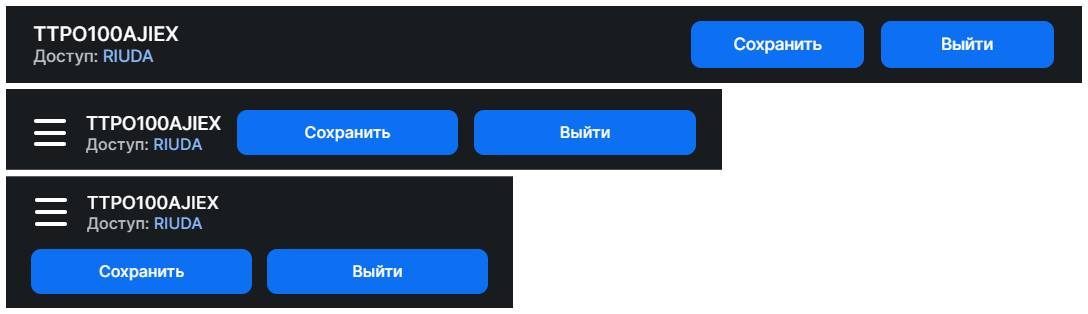 TTPO100AJIEX
Доступ: RIUDA
Сохранить
Выйти
TTPO100AJIEX
Доступ: RIUDA
Сохранить
Выйти
TTPO100AJIEX
Доступ: RIUDA
Сохранить
Выйти